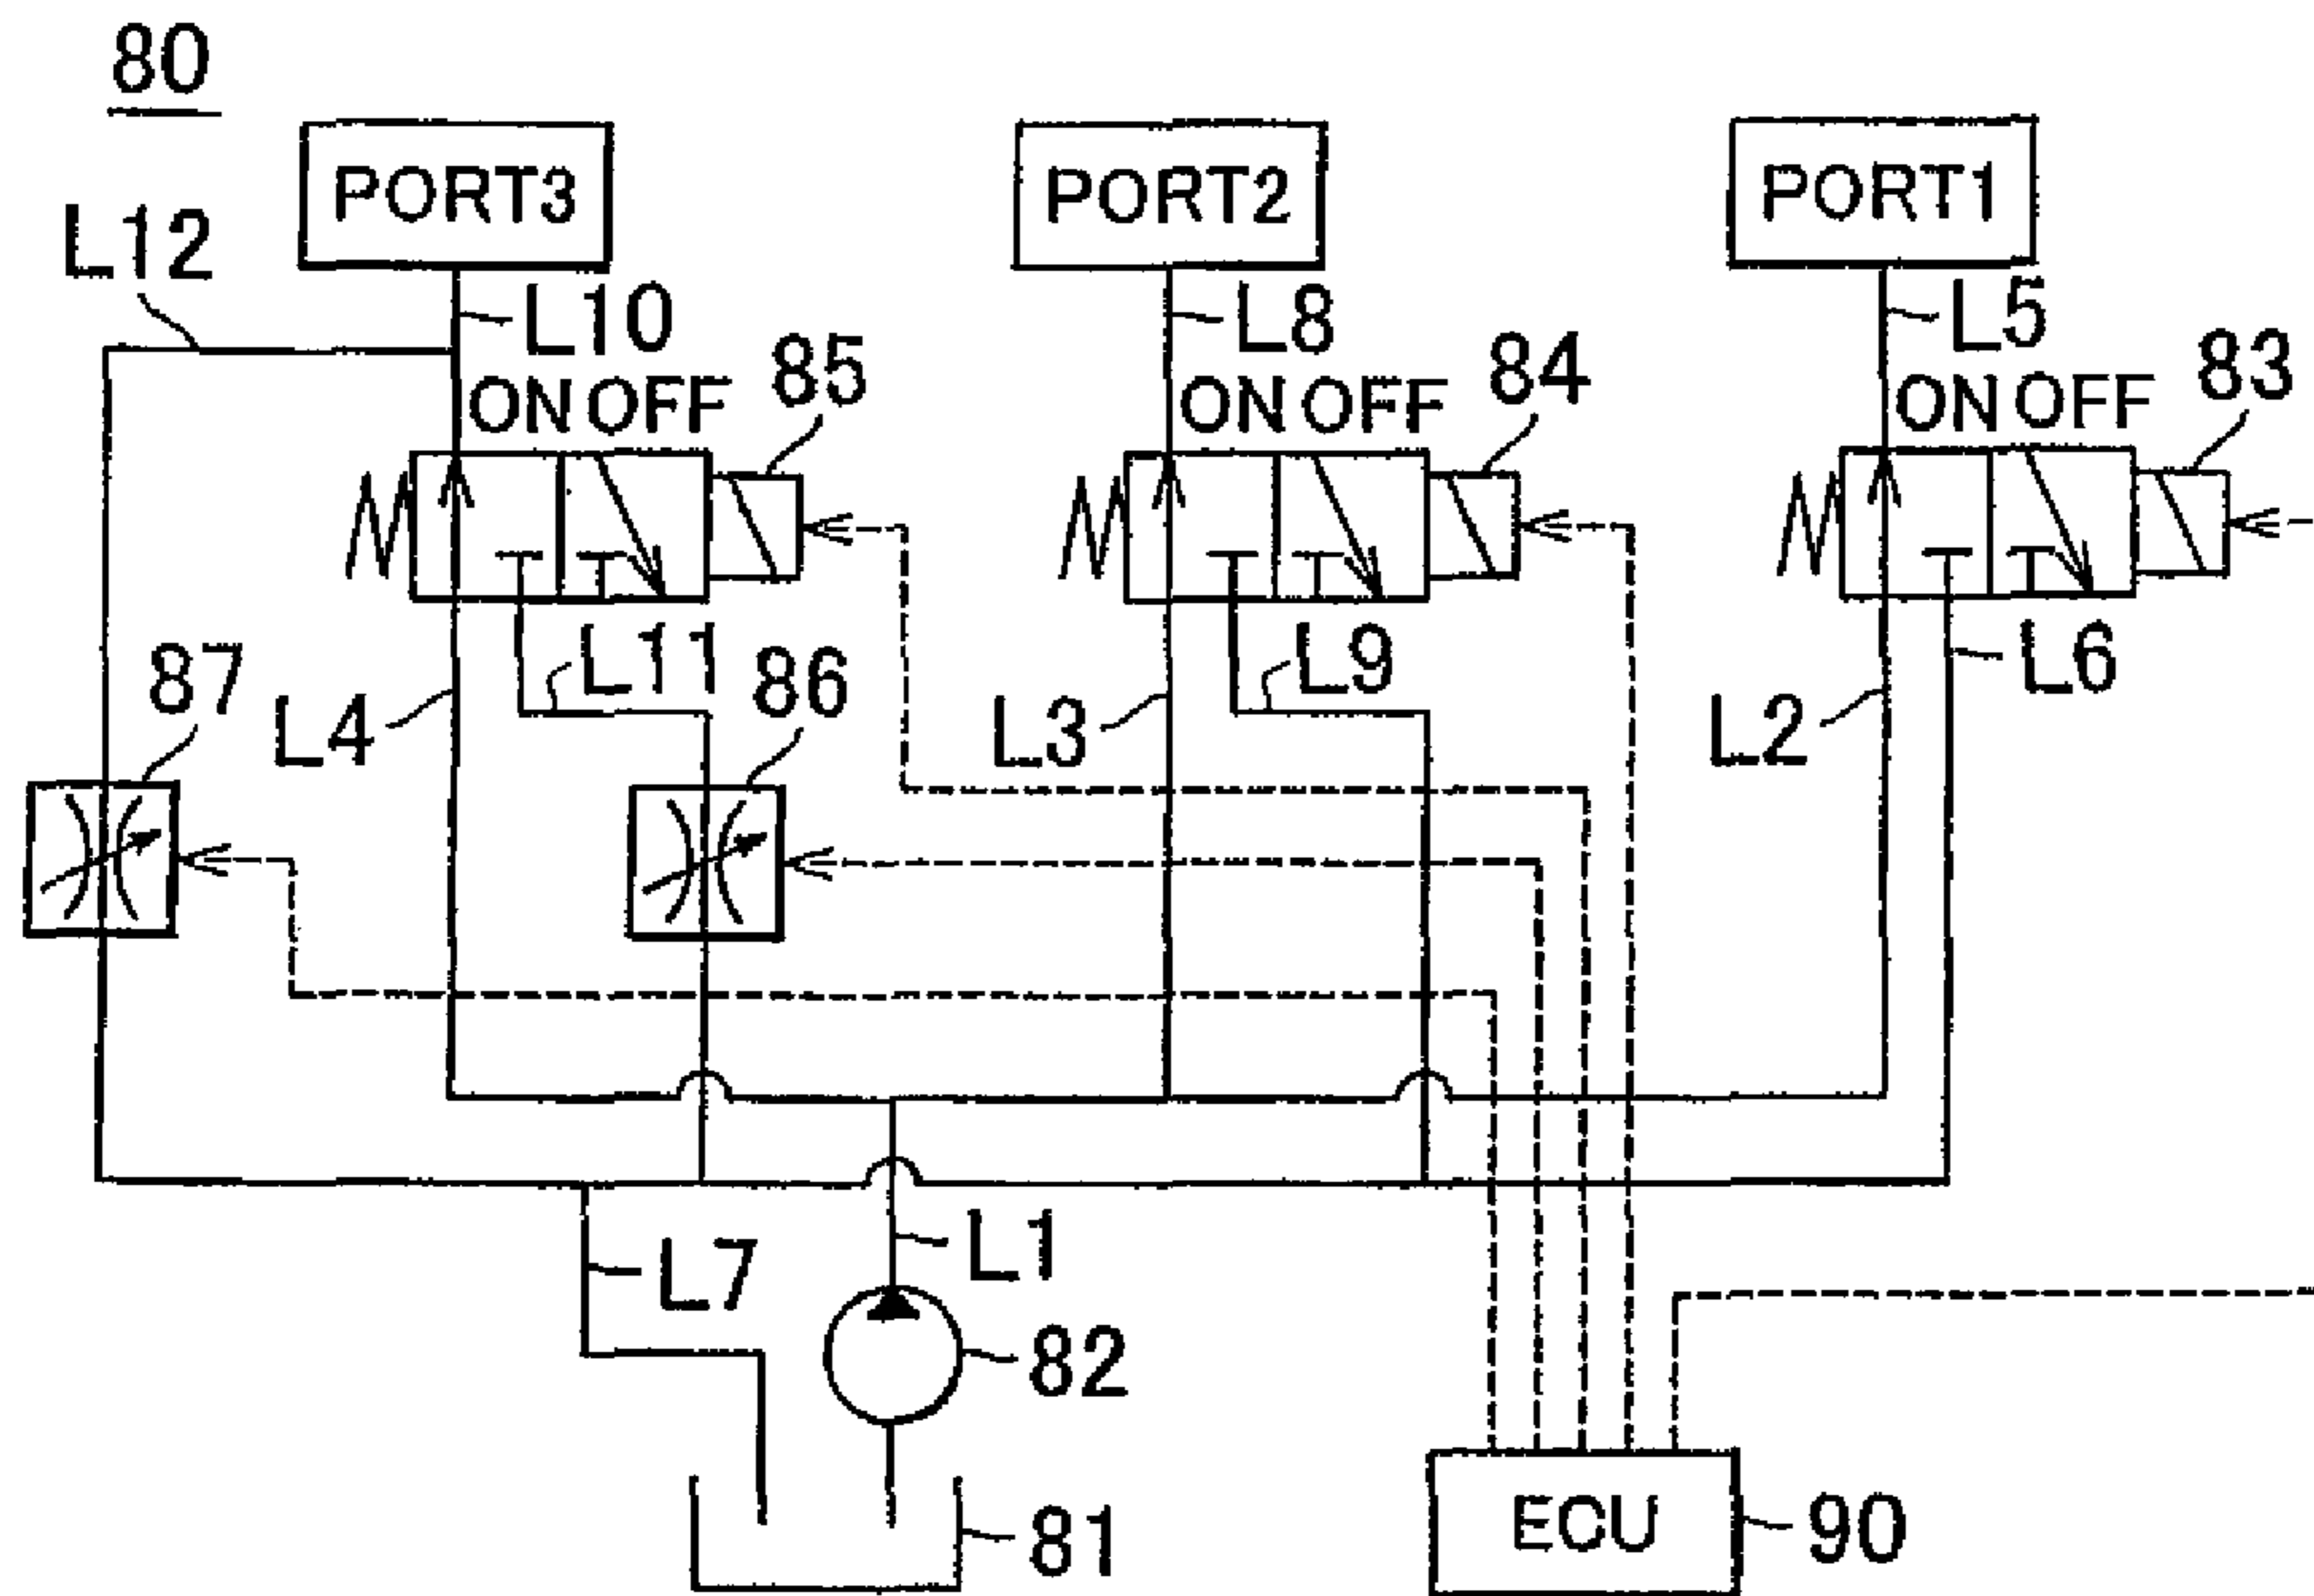 80
PORT3 PORT2 PORT1
L12
L10 L8 L5
ON OFF 85 ON OFF 84 ON OFF 83
87 L4 L11 86 L3 L9 L2 L6
L7 L1
82
81
ECU 90